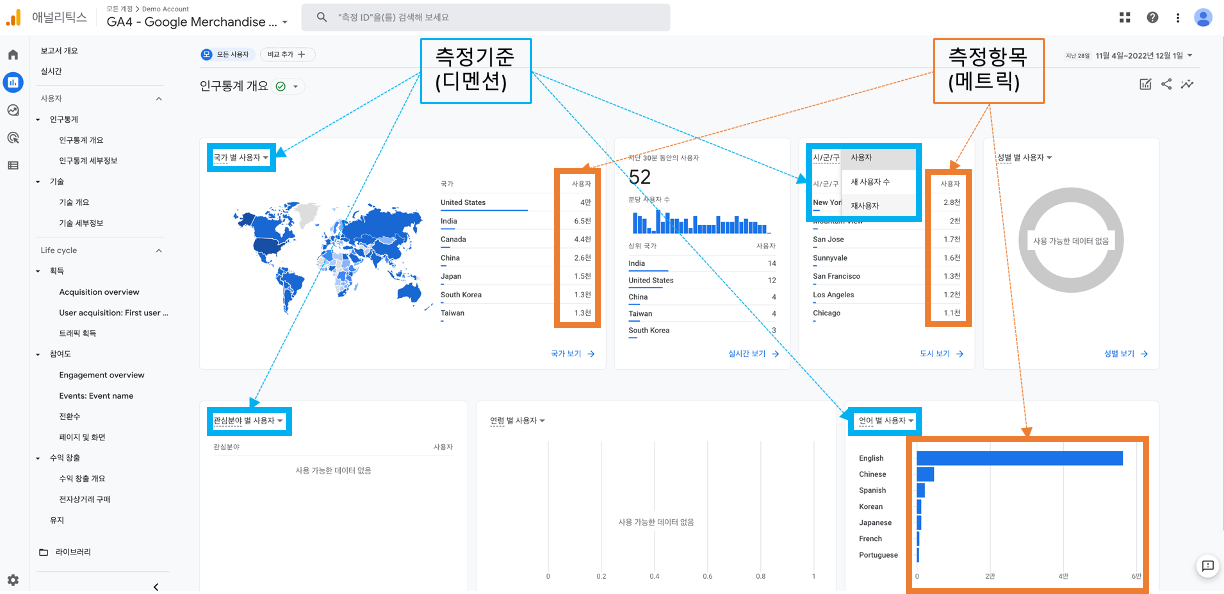 애널리틱스
모든 계정 > Demo Account
GA4 - Google Merchandise ...
"측정 ID"을(를) 검색해 보세요
보고서 개요
실시간
사용자
인구통계
인구통계 개요
인구통계 세부정보
기술
기술 개요
기술 세부정보
Life cycle
획득
Acquisition overview
User acquisition: First user ...
트래픽 획득
참여도
Engagement overview
Events: Event name
전환수
페이지 및 화면
수익 창출
수익 창출 개요
전자상거래 구매
유지
라이브러리
모 모든 사용자
비교 추가 +
측정기준
(디멘션)
측정항목
(메트릭)
지난 28일 11월 4일~2022년 12월 1일
인구통계 개요
국가 별 사용자
국가 사용자
United States 4만
India 6.5천
Canada 4.4천
China 2.6천
Japan 1.5천
South Korea 1.3천
Taiwan 1.3천
국가 보기
지난 30분 동안의 사용자
52
분당 사용자 수
상위 국가 사용자
India 14
United States 12
China 4
Taiwan 4
South Korea 3
실시간 보기
시/군/구
사용자
새 사용자 수
재사용자
시/군/구 사용자
New Yor 2.8천
Mountain View 2천
San Jose 1.7천
Sunnyvale 1.6천
San Francisco 1.3천
Los Angeles 1.2천
Chicago 1.1천
도시 보기
성별 별 사용자
사용 가능한 데이터 없음
성별 보기
관심분야 별 사용자
관심분야 사용자
사용 가능한 데이터 없음
연령 별 사용자
사용 가능한 데이터 없음
0 0.2 0.4 0.6 0.8 1
언어 별 사용자
English
Chinese
Spanish
Korean
Japanese
French
Portuguese
0 2만 4만 6만